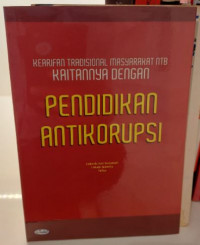 KEARIFAN TRADISIONAL MASYARAKAT NTB
KAITANNYA DENGAN
PENDIDIKAN
ANTIKORUPSI